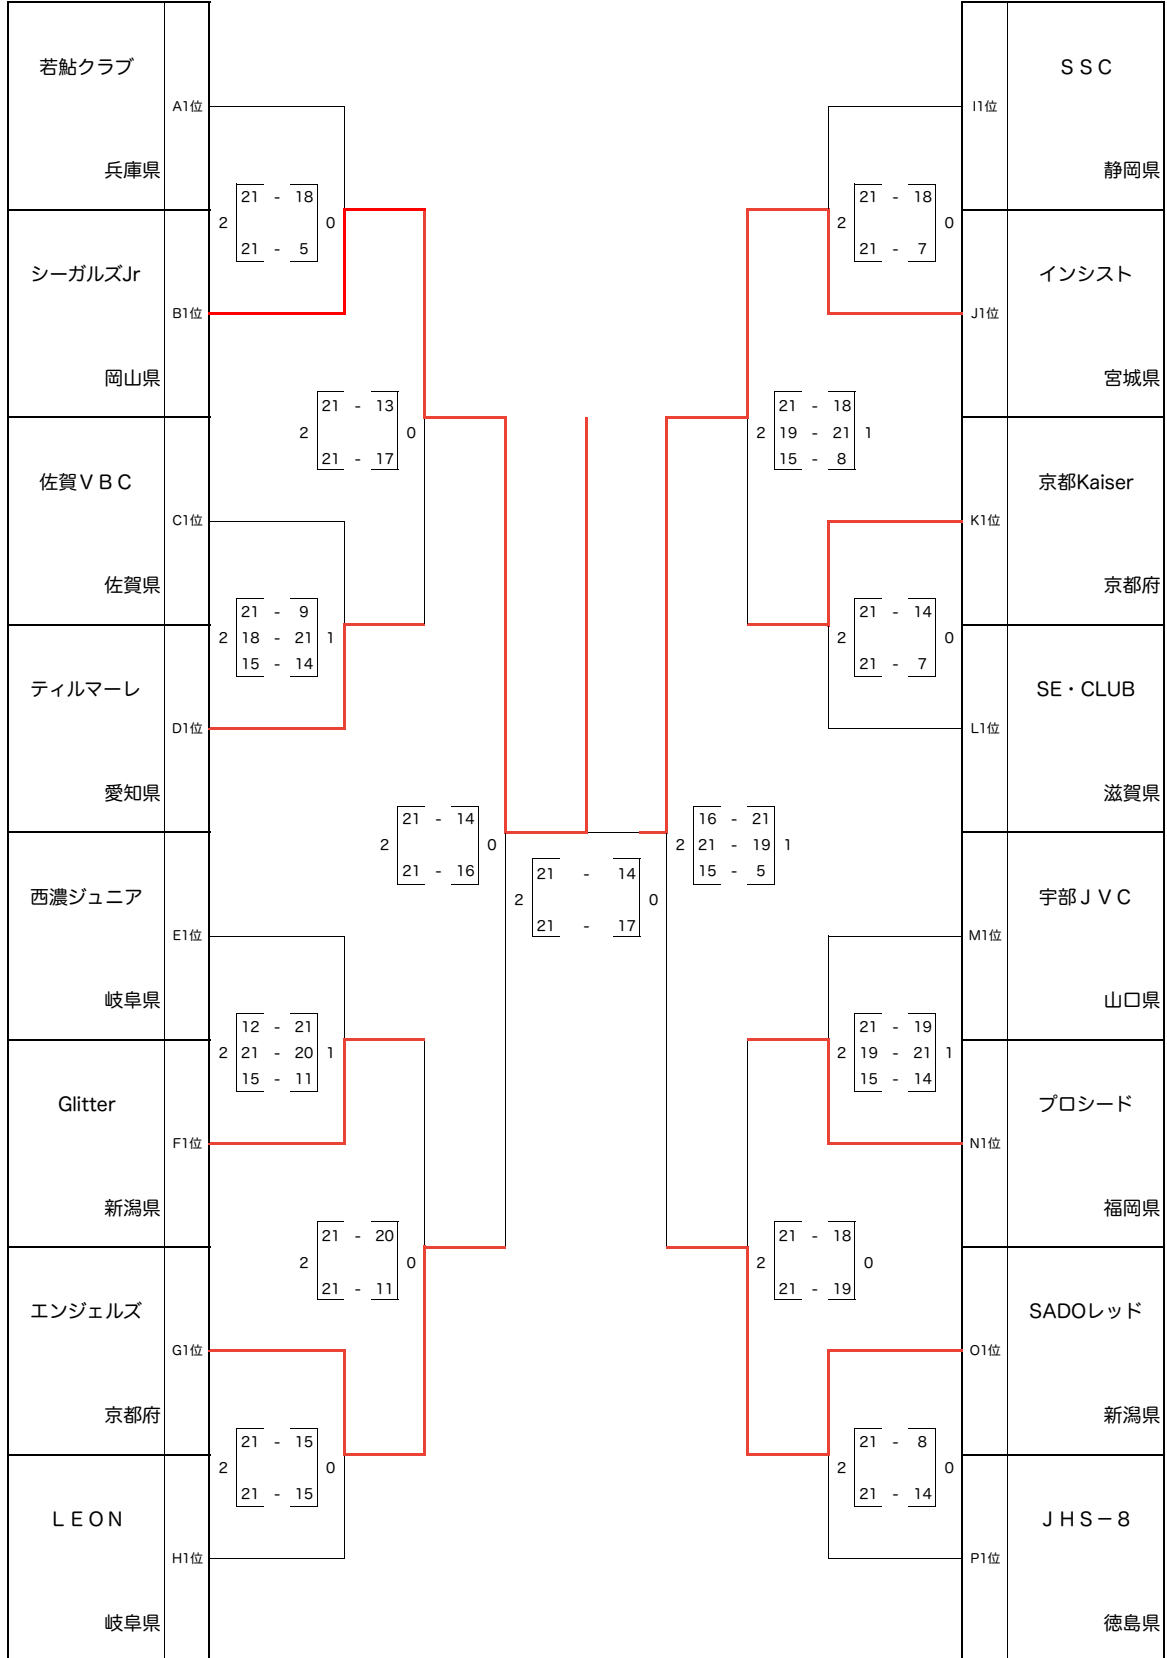 若鮎クラブ
A1位
兵庫県
シーガルズJr
B1位
岡山県
佐賀ＶＢＣ
C1位
佐賀県
ティルマーレ
D1位
愛知県
西濃ジュニア
E1位
岐阜県
Glitter
F1位
新潟県
エンジェルズ
G1位
京都府
ＬＥＯＮ
H1位
岐阜県
21 - 18
2 0
21 - 5
21 - 9
2 18 - 21 1
15 - 14
12 - 21
2 21 - 20 1
15 - 11
21 - 15
2 0
21 - 15
21 - 13
2 0
21 - 17
21 - 20
2 0
21 - 11
21 - 14
2 0
21 - 16
21 - 14
2 0
21 - 17
16 - 21
2 21 - 19 1
15 - 5
21 - 18
2 19 - 21 1
15 - 8
21 - 18
2 0
21 - 19
21 - 18
2 0
21 - 7
21 - 14
2 0
21 - 7
21 - 19
2 19 - 21 1
15 - 14
21 - 8
2 0
21 - 14
ＳＳＣ
I1位
静岡県
インシスト
J1位
宮城県
京都Kaiser
K1位
京都府
SE・CLUB
L1位
滋賀県
宇部ＪＶＣ
M1位
山口県
プロシード
N1位
福岡県
SADOレッド
O1位
新潟県
ＪＨＳ－８
P1位
徳島県